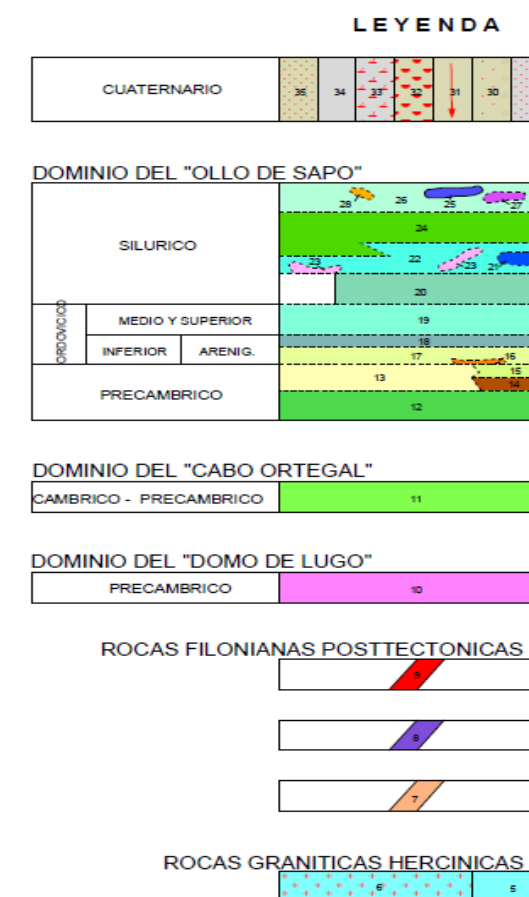 LEYENDA
CUATERNARIO 35 34 33 32 31 30
DOMINIO DEL "OLLO DE SAPO"
28 26 25 27
24
SILURICO
23 22 23 21
20
ORDOVICICO
MEDIO Y SUPERIOR 19
18
INFERIOR ARENIG. 17 16
15
13
14
PRECAMBRICO
12
DOMINIO DEL "CABO ORTEGAL"
CAMBRICO - PRECAMBRICO 11
DOMINIO DEL "DOMO DE LUGO"
PRECAMBRICO 10
ROCAS FILONIANAS POSTTECTONICAS
9
8
7
ROCAS GRANITICAS HERCINICAS
6 5